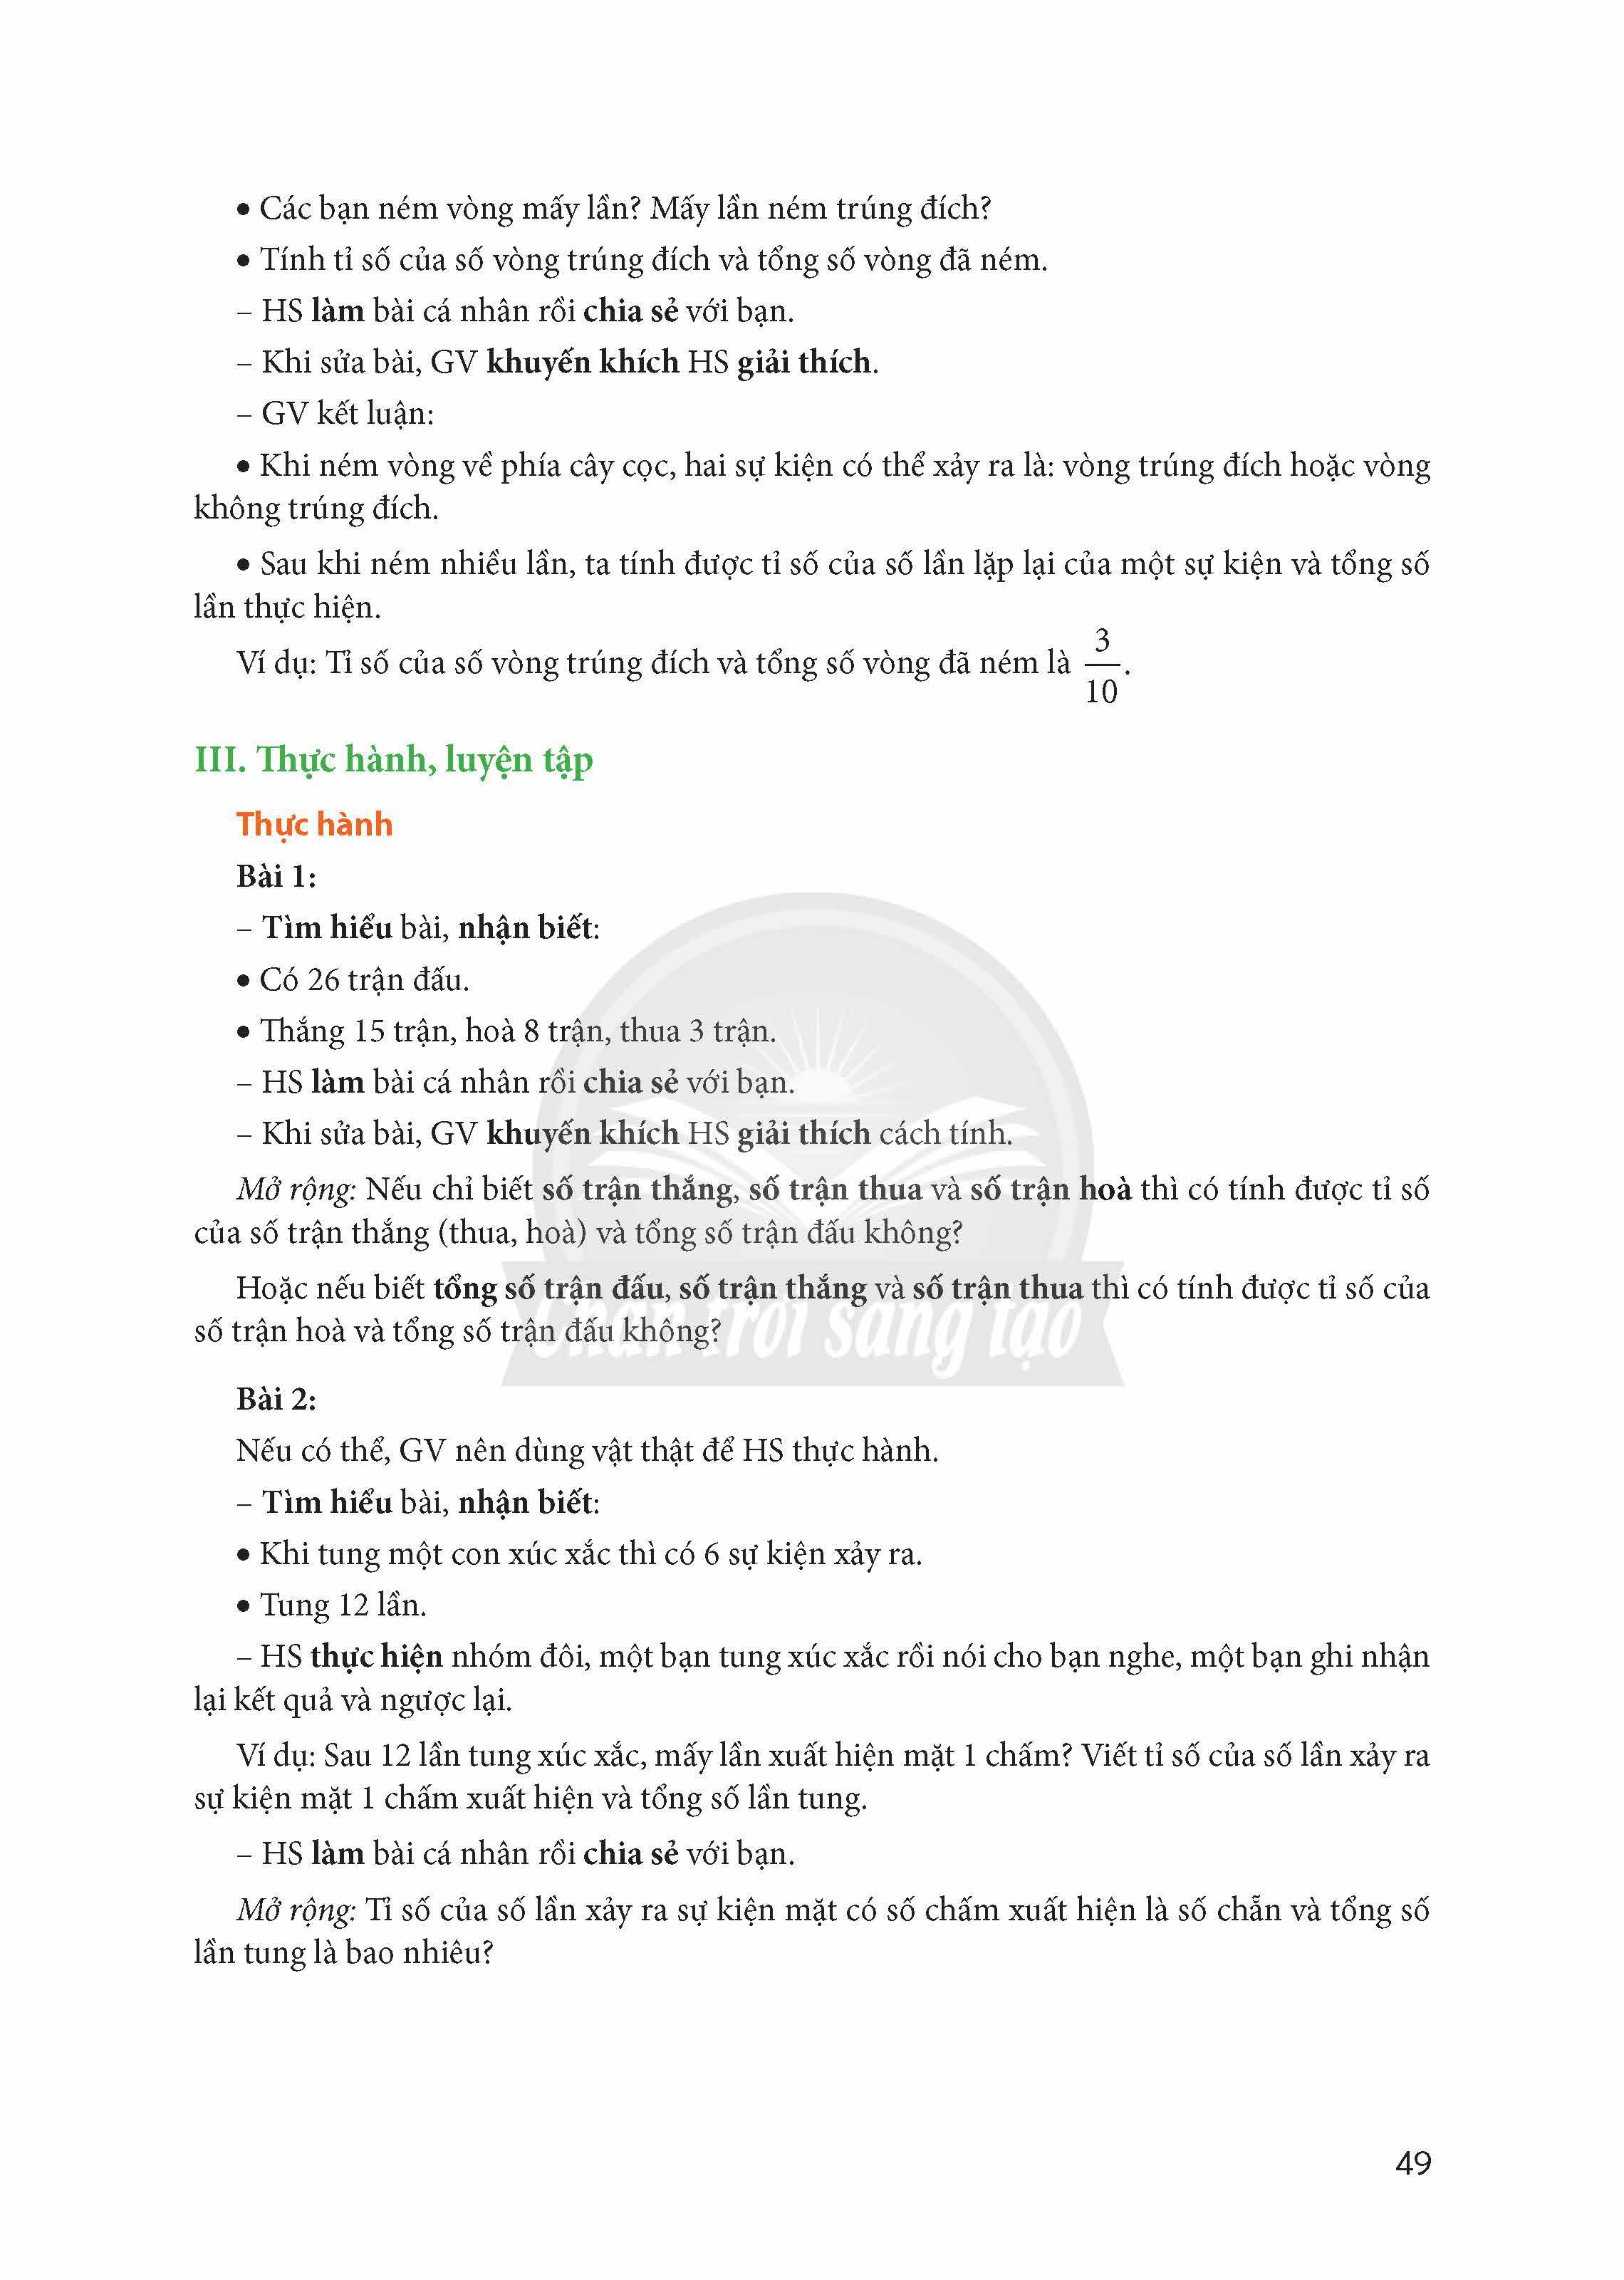 • Các bạn ném vòng mấy lần? Mấy lần ném trúng đích?
• Tính tỉ số của số vòng trúng đích và tổng số vòng đã ném.
– HS làm bài cá nhân rồi chia sẻ với bạn.
– Khi sửa bài, GV khuyến khích HS giải thích.
– GV kết luận:
• Khi ném vòng về phía cây cọc, hai sự kiện có thể xảy ra là: vòng trúng đích hoặc vòng
không trúng đích.
• Sau khi ném nhiều lần, ta tính được tỉ số của số lần lặp lại của một sự kiện và tổng số
lần thực hiện.
Ví dụ: Tỉ số của số vòng trúng đích và tổng số vòng đã ném là 3/10.
III. Thực hành, luyện tập
Thực hành
Bài 1:
– Tìm hiểu bài, nhận biết:
• Có 26 trận đấu.
• Thắng 15 trận, hoà 8 trận, thua 3 trận.
– HS làm bài cá nhân rồi chia sẻ với bạn.
– Khi sửa bài, GV khuyến khích HS giải thích cách tính.
Mở rộng: Nếu chỉ biết số trận thắng, số trận thua và số trận hoà thì có tính được tỉ số
của số trận thắng (thua, hoà) và tổng số trận đấu không?
Hoặc nếu biết tổng số trận đấu, số trận thắng và số trận thua thì có tính được tỉ số của
số trận hoà và tổng số trận đấu không?
Chân trời sáng tạo
Bài 2:
Nếu có thể, GV nên dùng vật thật để HS thực hành.
– Tìm hiểu bài, nhận biết:
• Khi tung một con xúc xắc thì có 6 sự kiện xảy ra.
• Tung 12 lần.
– HS thực hiện nhóm đôi, một bạn tung xúc xắc rồi nói cho bạn nghe, một bạn ghi nhận
lại kết quả và ngược lại.
Ví dụ: Sau 12 lần tung xúc xắc, mấy lần xuất hiện mặt 1 chấm? Viết tỉ số của số lần xảy ra
sự kiện mặt 1 chấm xuất hiện và tổng số lần tung.
– HS làm bài cá nhân rồi chia sẻ với bạn.
Mở rộng: Tỉ số của số lần xảy ra sự kiện mặt có số chấm xuất hiện là số chẵn và tổng số
lần tung là bao nhiêu?
49